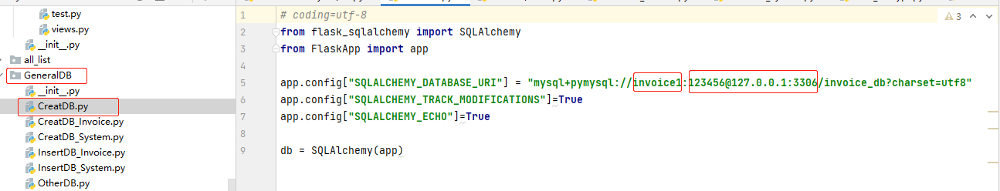 test.py
views.py
__init__.py
all_list
GeneralDB
__init__.py
CreatDB.py
CreatDB_Invoice.py
CreatDB_System.py
InsertDB_Invoice.py
InsertDB_System.py
OtherDB.py
1 # coding=utf-8
2 from flask_sqlalchemy import SQLAlchemy
3 from FlaskApp import app
4
5 app.config["SQLALCHEMY_DATABASE_URI"] = "mysql+pymysql://invoice1:123456@127.0.0.1:3306/invoice_db?charset=utf8"
6 app.config["SQLALCHEMY_TRACK_MODIFICATIONS"]=True
7 app.config["SQLALCHEMY_ECHO"]=True
8
9 db = SQLAlchemy(app)
3